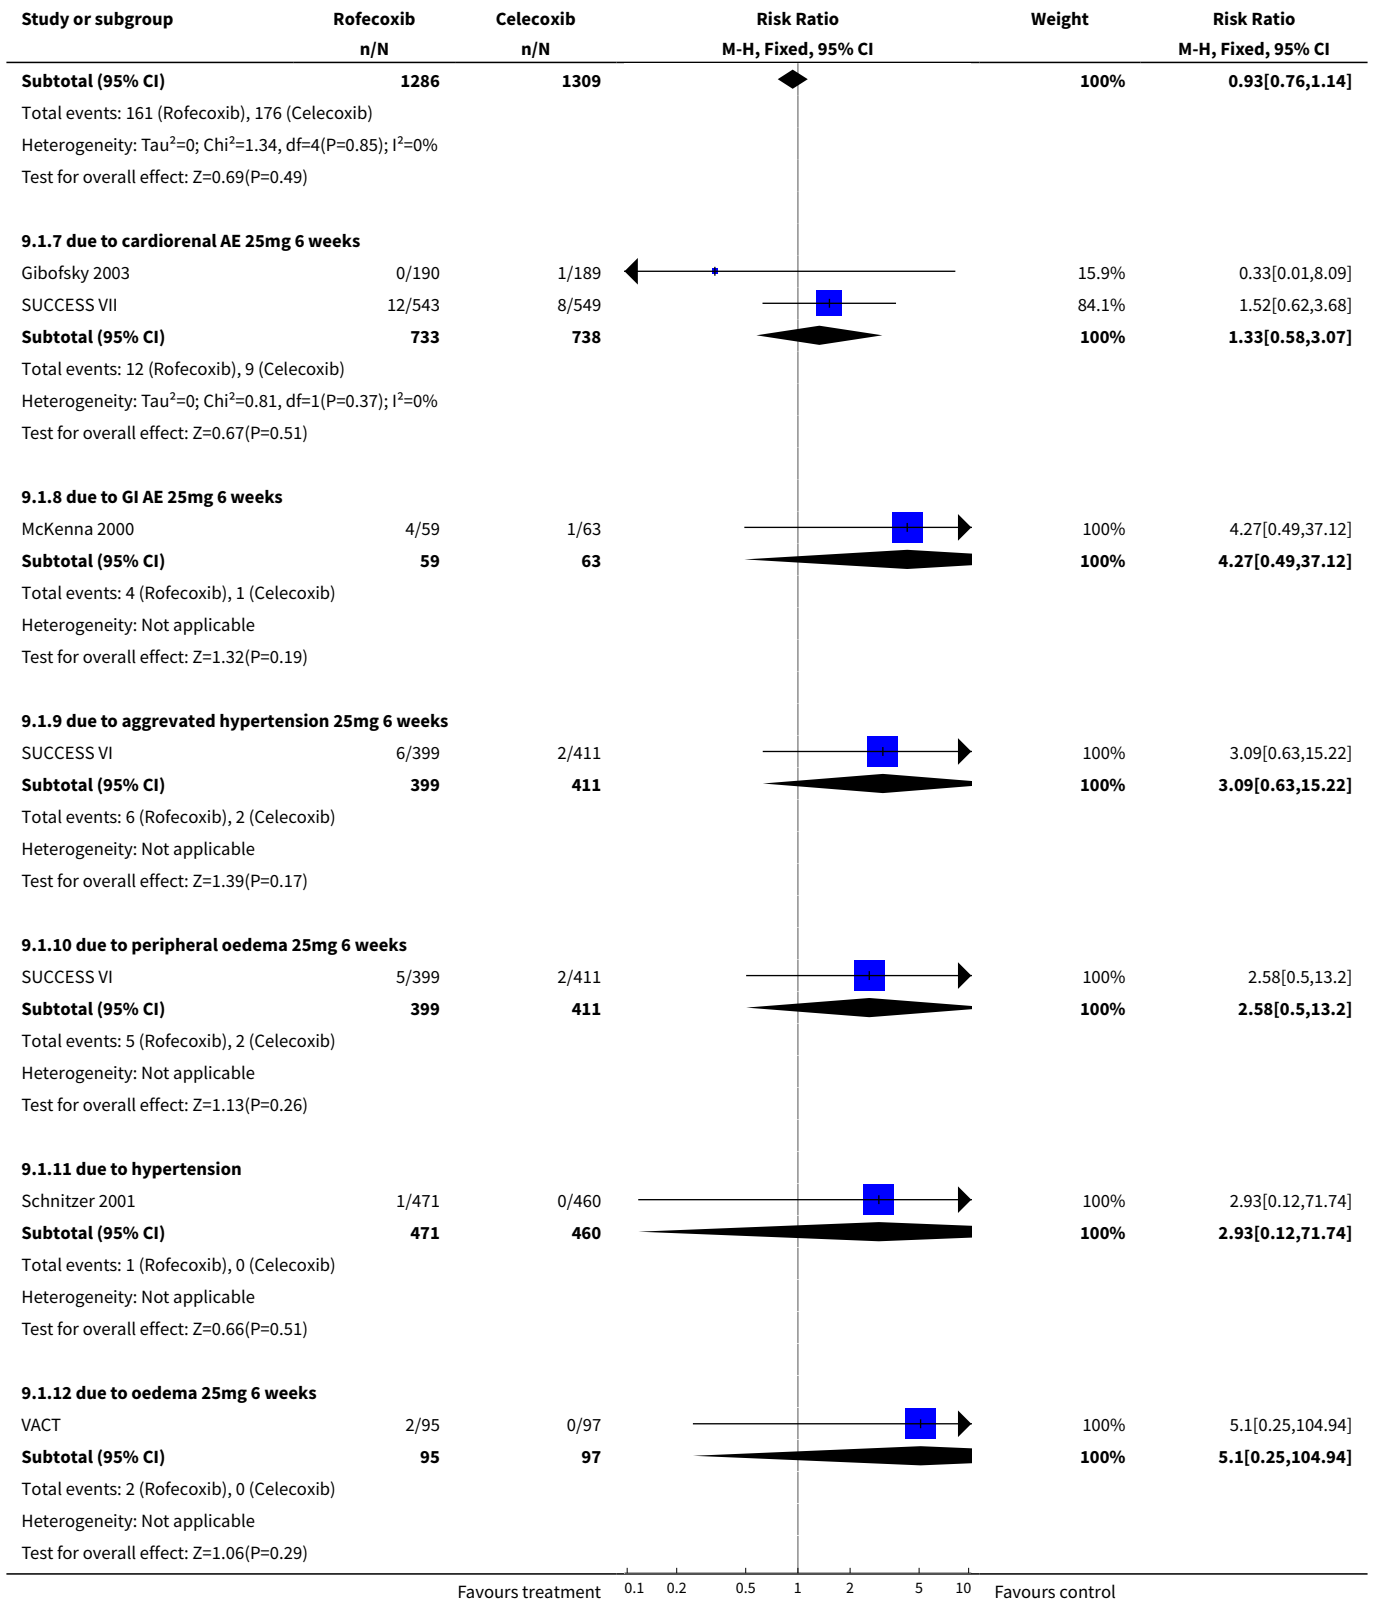 Study or subgroup Rofecoxib Celecoxib Risk Ratio Weight Risk Ratio
n/N n/N M-H, Fixed, 95% CI M-H, Fixed, 95% CI
Subtotal (95% CI) 1286 1309 100% 0.93[0.76,1.14]
Total events: 161 (Rofecoxib), 176 (Celecoxib)
Heterogeneity: Tau²=0; Chi²=1.34, df=4(P=0.85); I²=0%
Test for overall effect: Z=0.69(P=0.49)
9.1.7 due to cardiorenal AE 25mg 6 weeks
Gibofsky 2003 0/190 1/189 15.9% 0.33[0.01,8.09]
SUCCESS VII 12/543 8/549 84.1% 1.52[0.62,3.68]
Subtotal (95% CI) 733 738 100% 1.33[0.58,3.07]
Total events: 12 (Rofecoxib), 9 (Celecoxib)
Heterogeneity: Tau²=0; Chi²=0.81, df=1(P=0.37); I²=0%
Test for overall effect: Z=0.67(P=0.51)
9.1.8 due to GI AE 25mg 6 weeks
McKenna 2000 4/59 1/63 100% 4.27[0.49,37.12]
Subtotal (95% CI) 59 63 100% 4.27[0.49,37.12]
Total events: 4 (Rofecoxib), 1 (Celecoxib)
Heterogeneity: Not applicable
Test for overall effect: Z=1.32(P=0.19)
9.1.9 due to aggrevated hypertension 25mg 6 weeks
SUCCESS VI 6/399 2/411 100% 3.09[0.63,15.22]
Subtotal (95% CI) 399 411 100% 3.09[0.63,15.22]
Total events: 6 (Rofecoxib), 2 (Celecoxib)
Heterogeneity: Not applicable
Test for overall effect: Z=1.39(P=0.17)
9.1.10 due to peripheral oedema 25mg 6 weeks
SUCCESS VI 5/399 2/411 100% 2.58[0.5,13.2]
Subtotal (95% CI) 399 411 100% 2.58[0.5,13.2]
Total events: 5 (Rofecoxib), 2 (Celecoxib)
Heterogeneity: Not applicable
Test for overall effect: Z=1.13(P=0.26)
9.1.11 due to hypertension
Schnitzer 2001 1/471 0/460 100% 2.93[0.12,71.74]
Subtotal (95% CI) 471 460 100% 2.93[0.12,71.74]
Total events: 1 (Rofecoxib), 0 (Celecoxib)
Heterogeneity: Not applicable
Test for overall effect: Z=0.66(P=0.51)
9.1.12 due to oedema 25mg 6 weeks
VACT 2/95 0/97 100% 5.1[0.25,104.94]
Subtotal (95% CI) 95 97 100% 5.1[0.25,104.94]
Total events: 2 (Rofecoxib), 0 (Celecoxib)
Heterogeneity: Not applicable
Test for overall effect: Z=1.06(P=0.29)
Favours treatment 0.1 0.2 0.5 1 2 5 10 Favours control